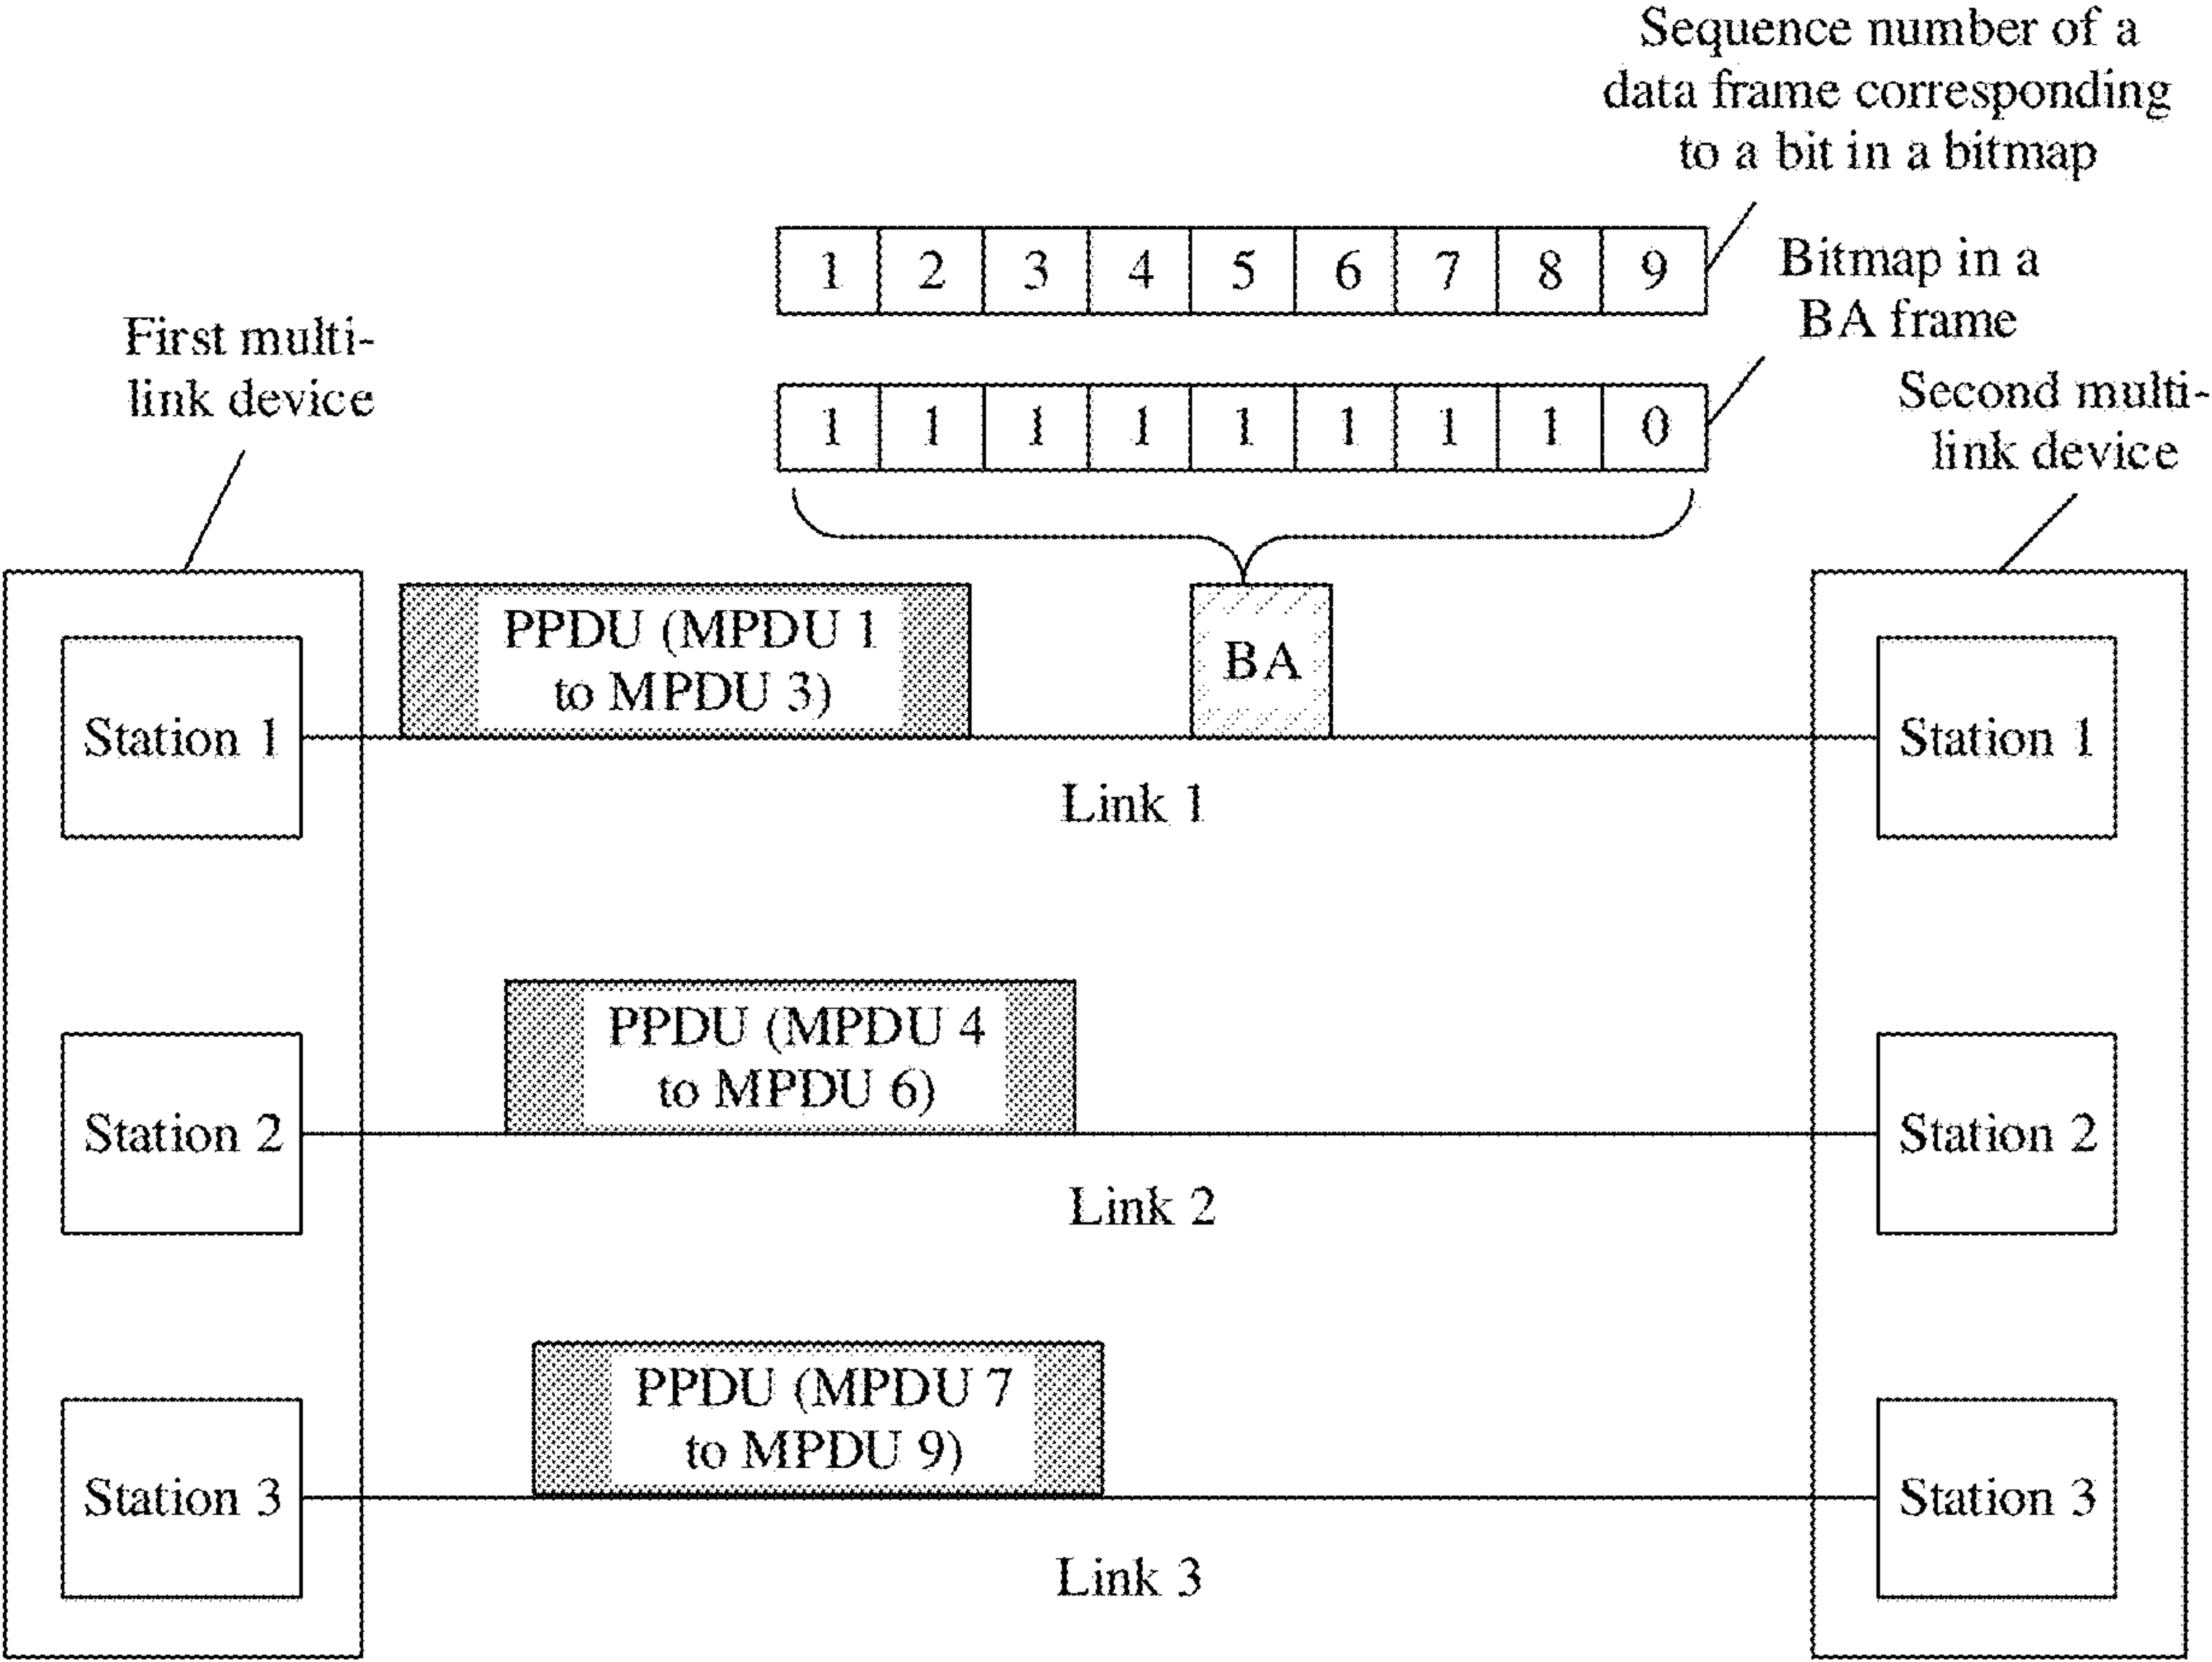 Sequence number of a
data frame corresponding
to a bit in a bitmap
1 2 3 4 5 6 7 8 9
Bitmap in a
BA frame
1 1 1 1 1 1 1 1 0
First multi-
link device
Second multi-
link device
PPDU (MPDU 1
to MPDU 3)
BA
Station 1
Station 1
Link 1
PPDU (MPDU 4
to MPDU 6)
Station 2
Station 2
Link 2
PPDU (MPDU 7
to MPDU 9)
Station 3
Station 3
Link 3